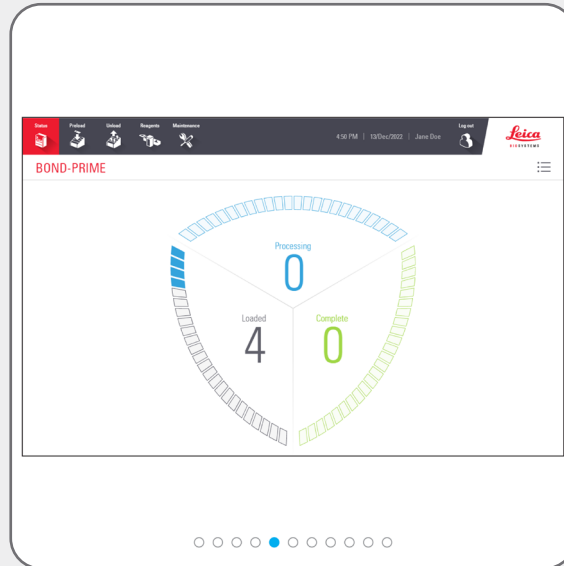 Status Preload Unload Reagents Maintenance 4:50 PM | 13/Dec/2022 | Jane Doe Log out
Leica
BIOSYSTEMS
BOND-PRIME
Processing
0
Loaded
4
Complete
0